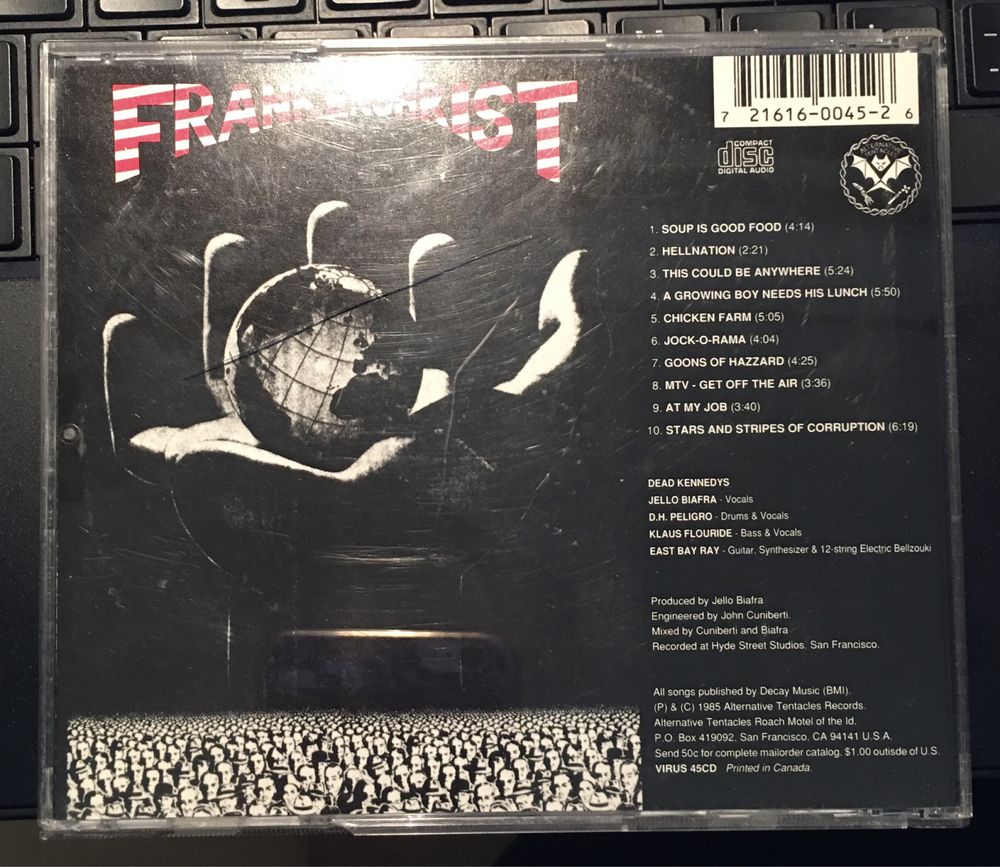 FRANKENCHRIST
7 21616-0045-2 6
COMPACT
disc
DIGITAL AUDIO
ALTERNATIVE
TENTACLES
1. SOUP IS GOOD FOOD (4:14)
2. HELLNATION (2:21)
3. THIS COULD BE ANYWHERE (5:24)
4. A GROWING BOY NEEDS HIS LUNCH (5:50)
5. CHICKEN FARM (5:05)
6. JOCK-O-RAMA (4:04)
7. GOONS OF HAZZARD (4:25)
8. MTV - GET OFF THE AIR (3:36)
9. AT MY JOB (3:40)
10. STARS AND STRIPES OF CORRUPTION (6:19)
DEAD KENNEDYS
JELLO BIAFRA - Vocals
D.H. PELIGRO - Drums & Vocals
KLAUS FLOURIDE - Bass & Vocals
EAST BAY RAY - Guitar, Synthesizer & 12-string Electric Bellzouki
Produced by Jello Biafra
Engineered by John Cuniberti.
Mixed by Cuniberti and Biafra
Recorded at Hyde Street Studios, San Francisco.
All songs published by Decay Music (BMI).
(P) & (C) 1985 Alternative Tentacles Records.
Alternative Tentacles Roach Motel of the Id.
P.O. Box 419092, San Francisco, CA 94141 U.S.A.
Send 50c for complete mailorder catalog, $1.00 outisde of U.S.
VIRUS 45CD Printed in Canada.